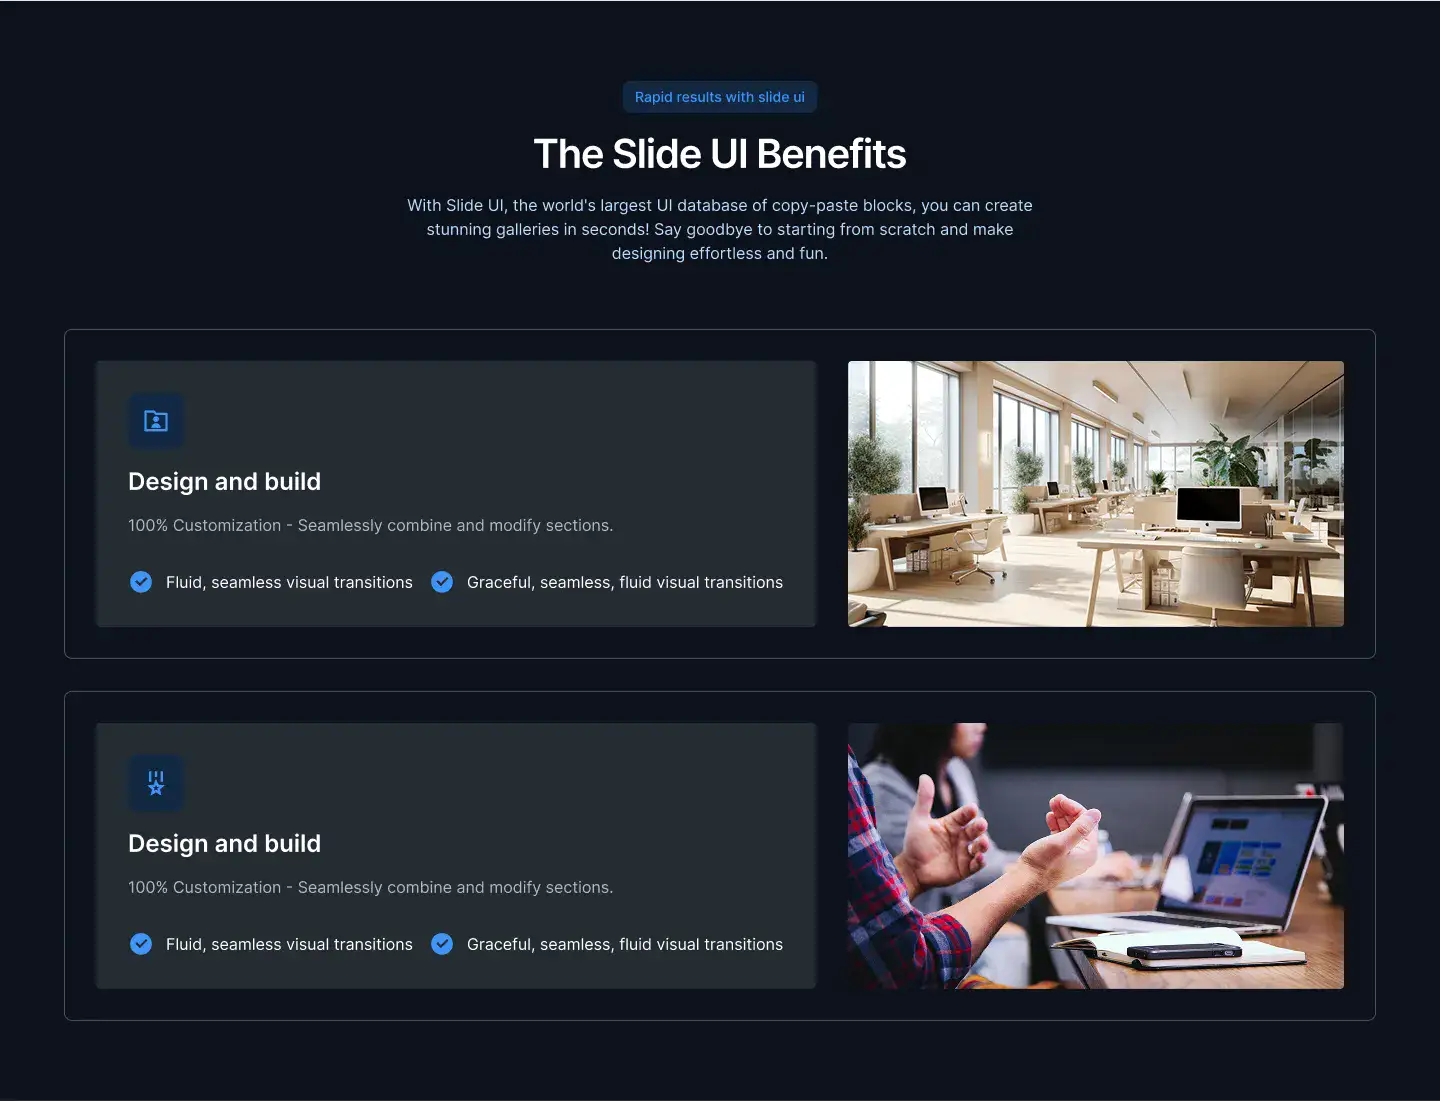 Rapid results with slide ui
The Slide UI Benefits
With Slide UI, the world's largest UI database of copy-paste blocks, you can create
stunning galleries in seconds! Say goodbye to starting from scratch and make
designing effortless and fun.
Design and build
100% Customization - Seamlessly combine and modify sections.
Fluid, seamless visual transitions
Graceful, seamless, fluid visual transitions
Design and build
100% Customization - Seamlessly combine and modify sections.
Fluid, seamless visual transitions
Graceful, seamless, fluid visual transitions